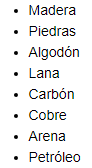 • Madera
• Piedras
• Algodón
• Lana
• Carbón
• Cobre
• Arena
• Petróleo